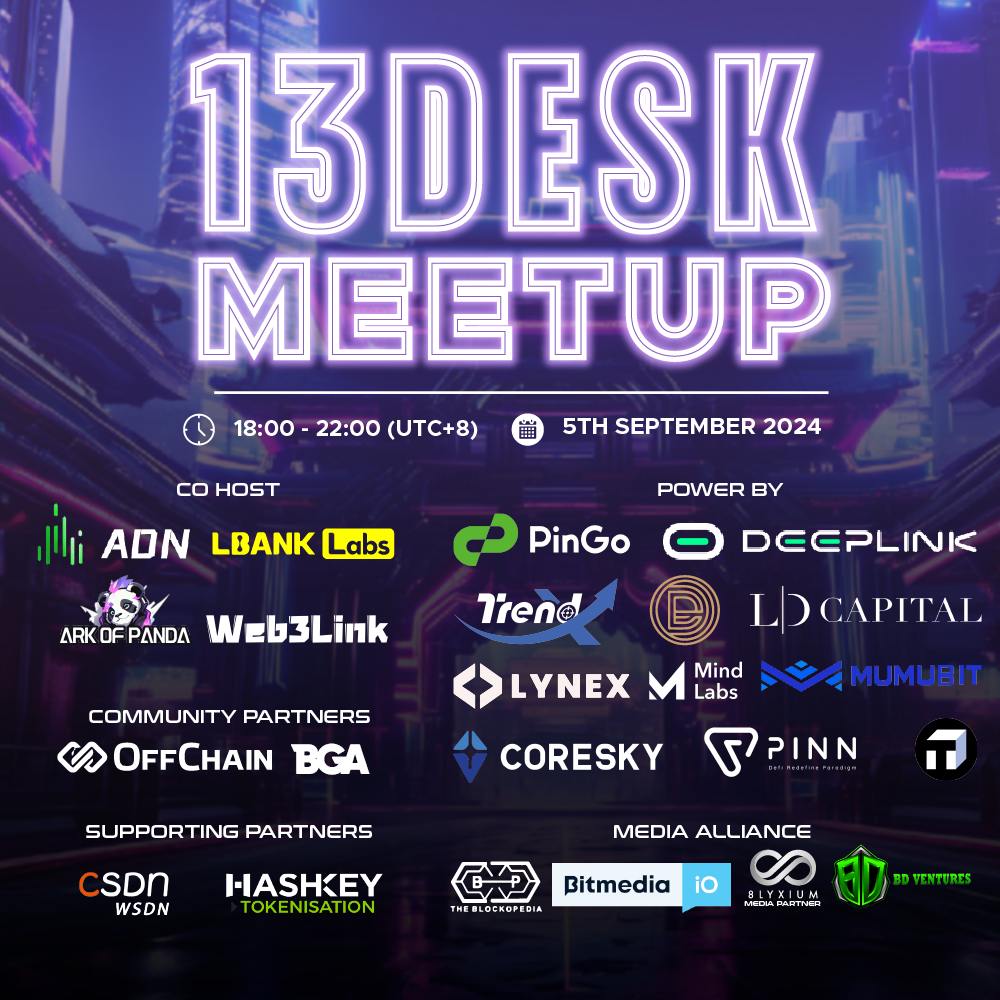 13DESK
MEETUP
18:00 - 22:00 (UTC+8) 5TH SEPTEMBER 2024
CO HOST
ADN LBANK Labs
ARK OF PANDA Web3Link
COMMUNITY PARTNERS
OFFCHAIN BGA
SUPPORTING PARTNERS
CSDN
WSDN
HASHKEY
TOKENISATION
POWER BY
PinGo DEEPLINK
TrendX LD CAPITAL
LYNEX Mind
Labs MUMUBIT
CORESKY PINN
Defi Redefine Paradigm
MEDIA ALLIANCE
THE BLOCKOPEDIA
Bitmedia iO
8LYXIUM
MEDIA PARTNER
BD VENTURES